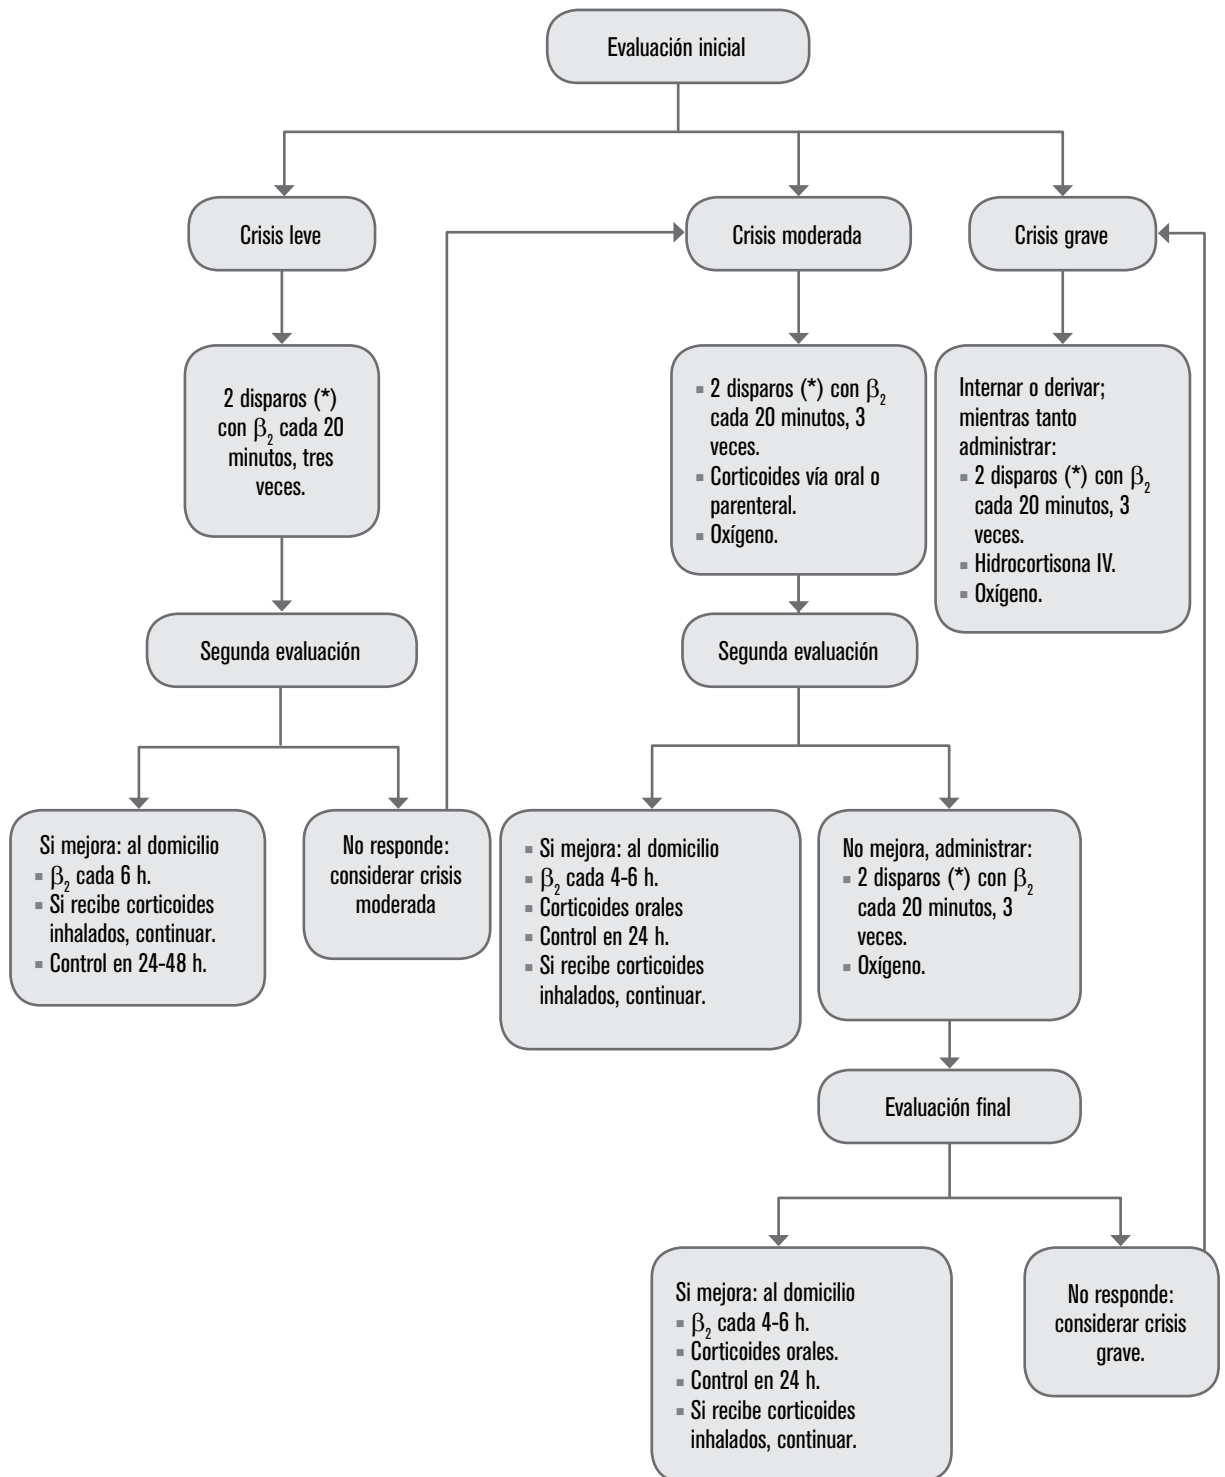 Evaluación inicial
Crisis leve
Crisis moderada
Crisis grave
2 disparos (*)
con β₂ cada 20
minutos, tres
veces.
▪ 2 disparos (*) con β₂
cada 20 minutos, 3
veces.
▪ Corticoides vía oral o
parenteral.
▪ Oxígeno.
Internar o derivar;
mientras tanto
administrar:
▪ 2 disparos (*) con β₂
cada 20 minutos, 3
veces.
▪ Hidrocortisona IV.
▪ Oxígeno.
Segunda evaluación
Segunda evaluación
Si mejora: al domicilio
▪ β₂ cada 6 h.
▪ Si recibe corticoides
inhalados, continuar.
▪ Control en 24-48 h.
No responde:
considerar crisis
moderada
▪ Si mejora: al domicilio
▪ β₂ cada 4-6 h.
▪ Corticoides orales
▪ Control en 24 h.
▪ Si recibe corticoides
inhalados, continuar.
No mejora, administrar:
▪ 2 disparos (*) con β₂
cada 20 minutos, 3
veces.
▪ Oxígeno.
Evaluación final
Si mejora: al domicilio
▪ β₂ cada 4-6 h.
▪ Corticoides orales.
▪ Control en 24 h.
▪ Si recibe corticoides
inhalados, continuar.
No responde:
considerar crisis
grave.